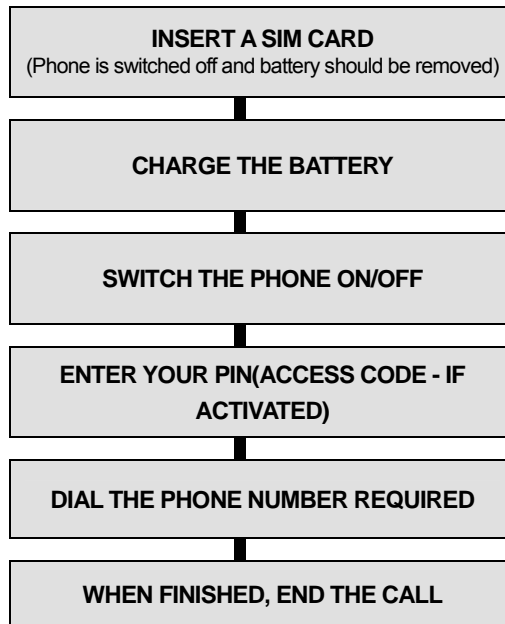 INSERT A SIM CARD
(Phone is switched off and battery should be removed)
CHARGE THE BATTERY
SWITCH THE PHONE ON/OFF
ENTER YOUR PIN(ACCESS CODE - IF
ACTIVATED)
DIAL THE PHONE NUMBER REQUIRED
WHEN FINISHED, END THE CALL